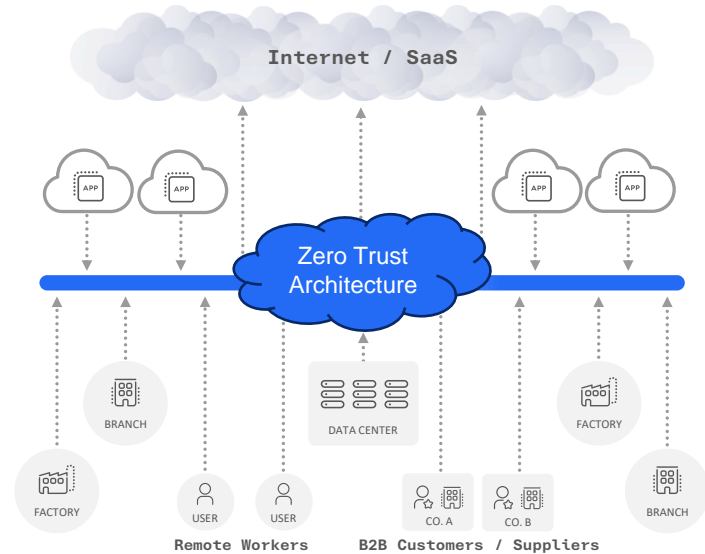 Internet / SaaS
APP
APP
APP
APP
Zero Trust
Architecture
BRANCH
DATA CENTER
FACTORY
FACTORY
USER
USER
CO. A
CO. B
BRANCH
Remote Workers
B2B Customers / Suppliers